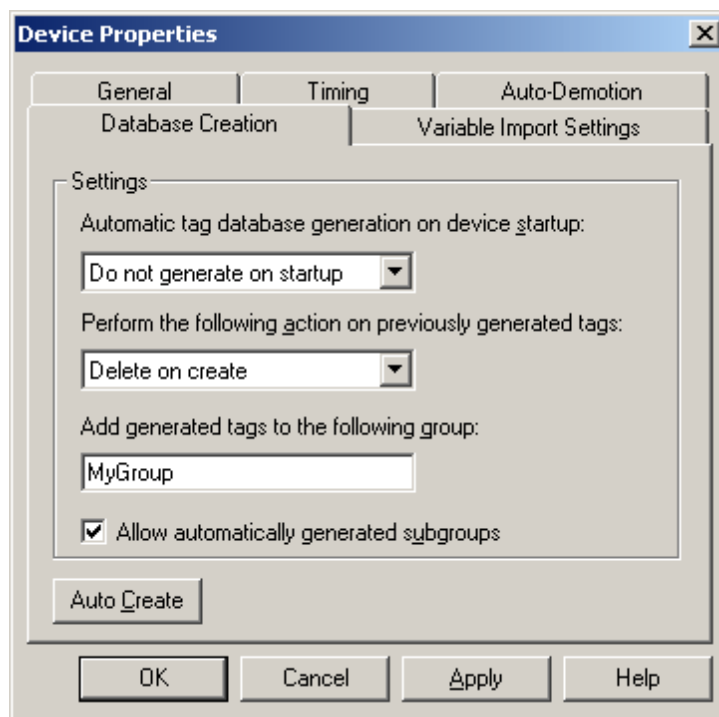 Device Properties
General
Timing
Auto-Demotion
Database Creation
Variable Import Settings
Settings
Automatic tag database generation on device startup:
Do not generate on startup
Perform the following action on previously generated tags:
Delete on create
Add generated tags to the following group:
MyGroup
Allow automatically generated subgroups
Auto Create
OK
Cancel
Apply
Help